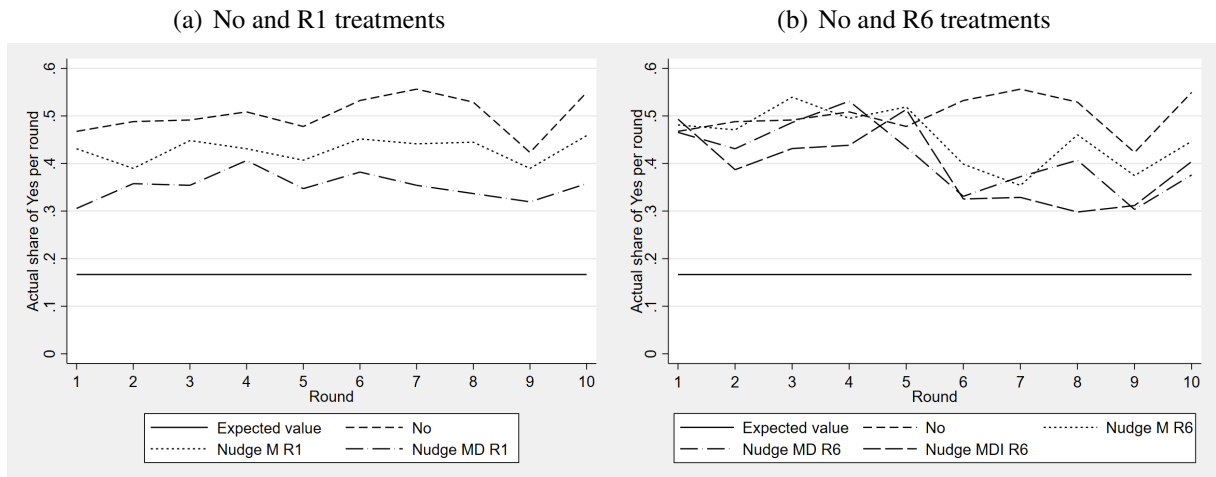 (a) No and R1 treatments
Actual share of Yes per round
.6
.5
.4
.3
.2
.1
0
1 2 3 4 5 6 7 8 9 10
Round
Expected value No
Nudge M R1 Nudge MD R1
(b) No and R6 treatments
Actual share of Yes per round
.6
.5
.4
.3
.2
.1
0
1 2 3 4 5 6 7 8 9 10
Round
Expected value No Nudge M R6
Nudge MD R6 Nudge MDI R6